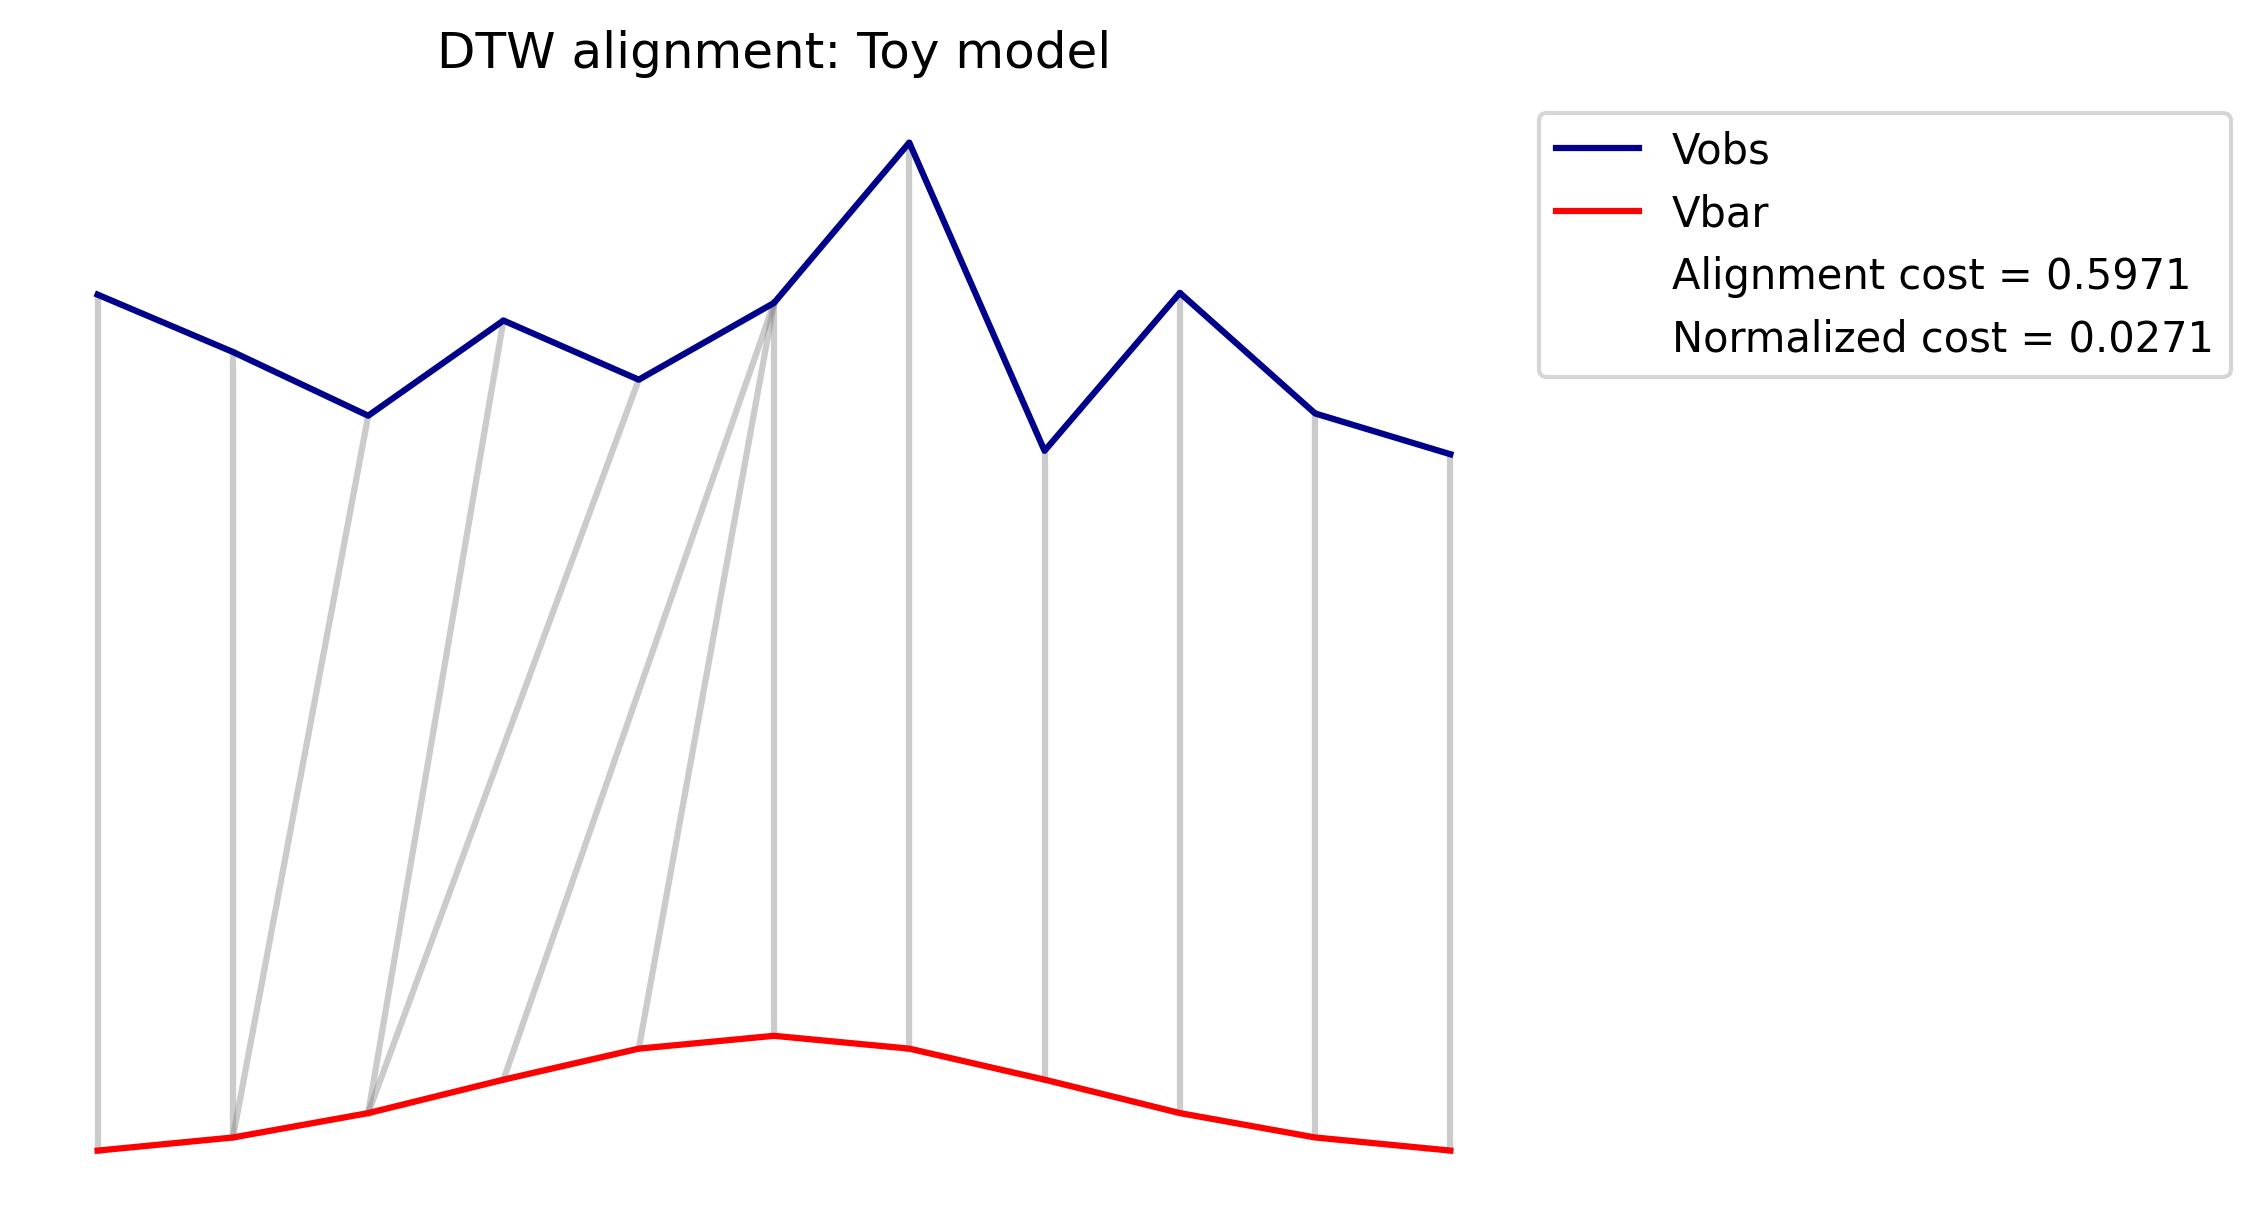 DTW alignment: Toy model
Vobs
Vbar
Alignment cost = 0.5971
Normalized cost = 0.0271